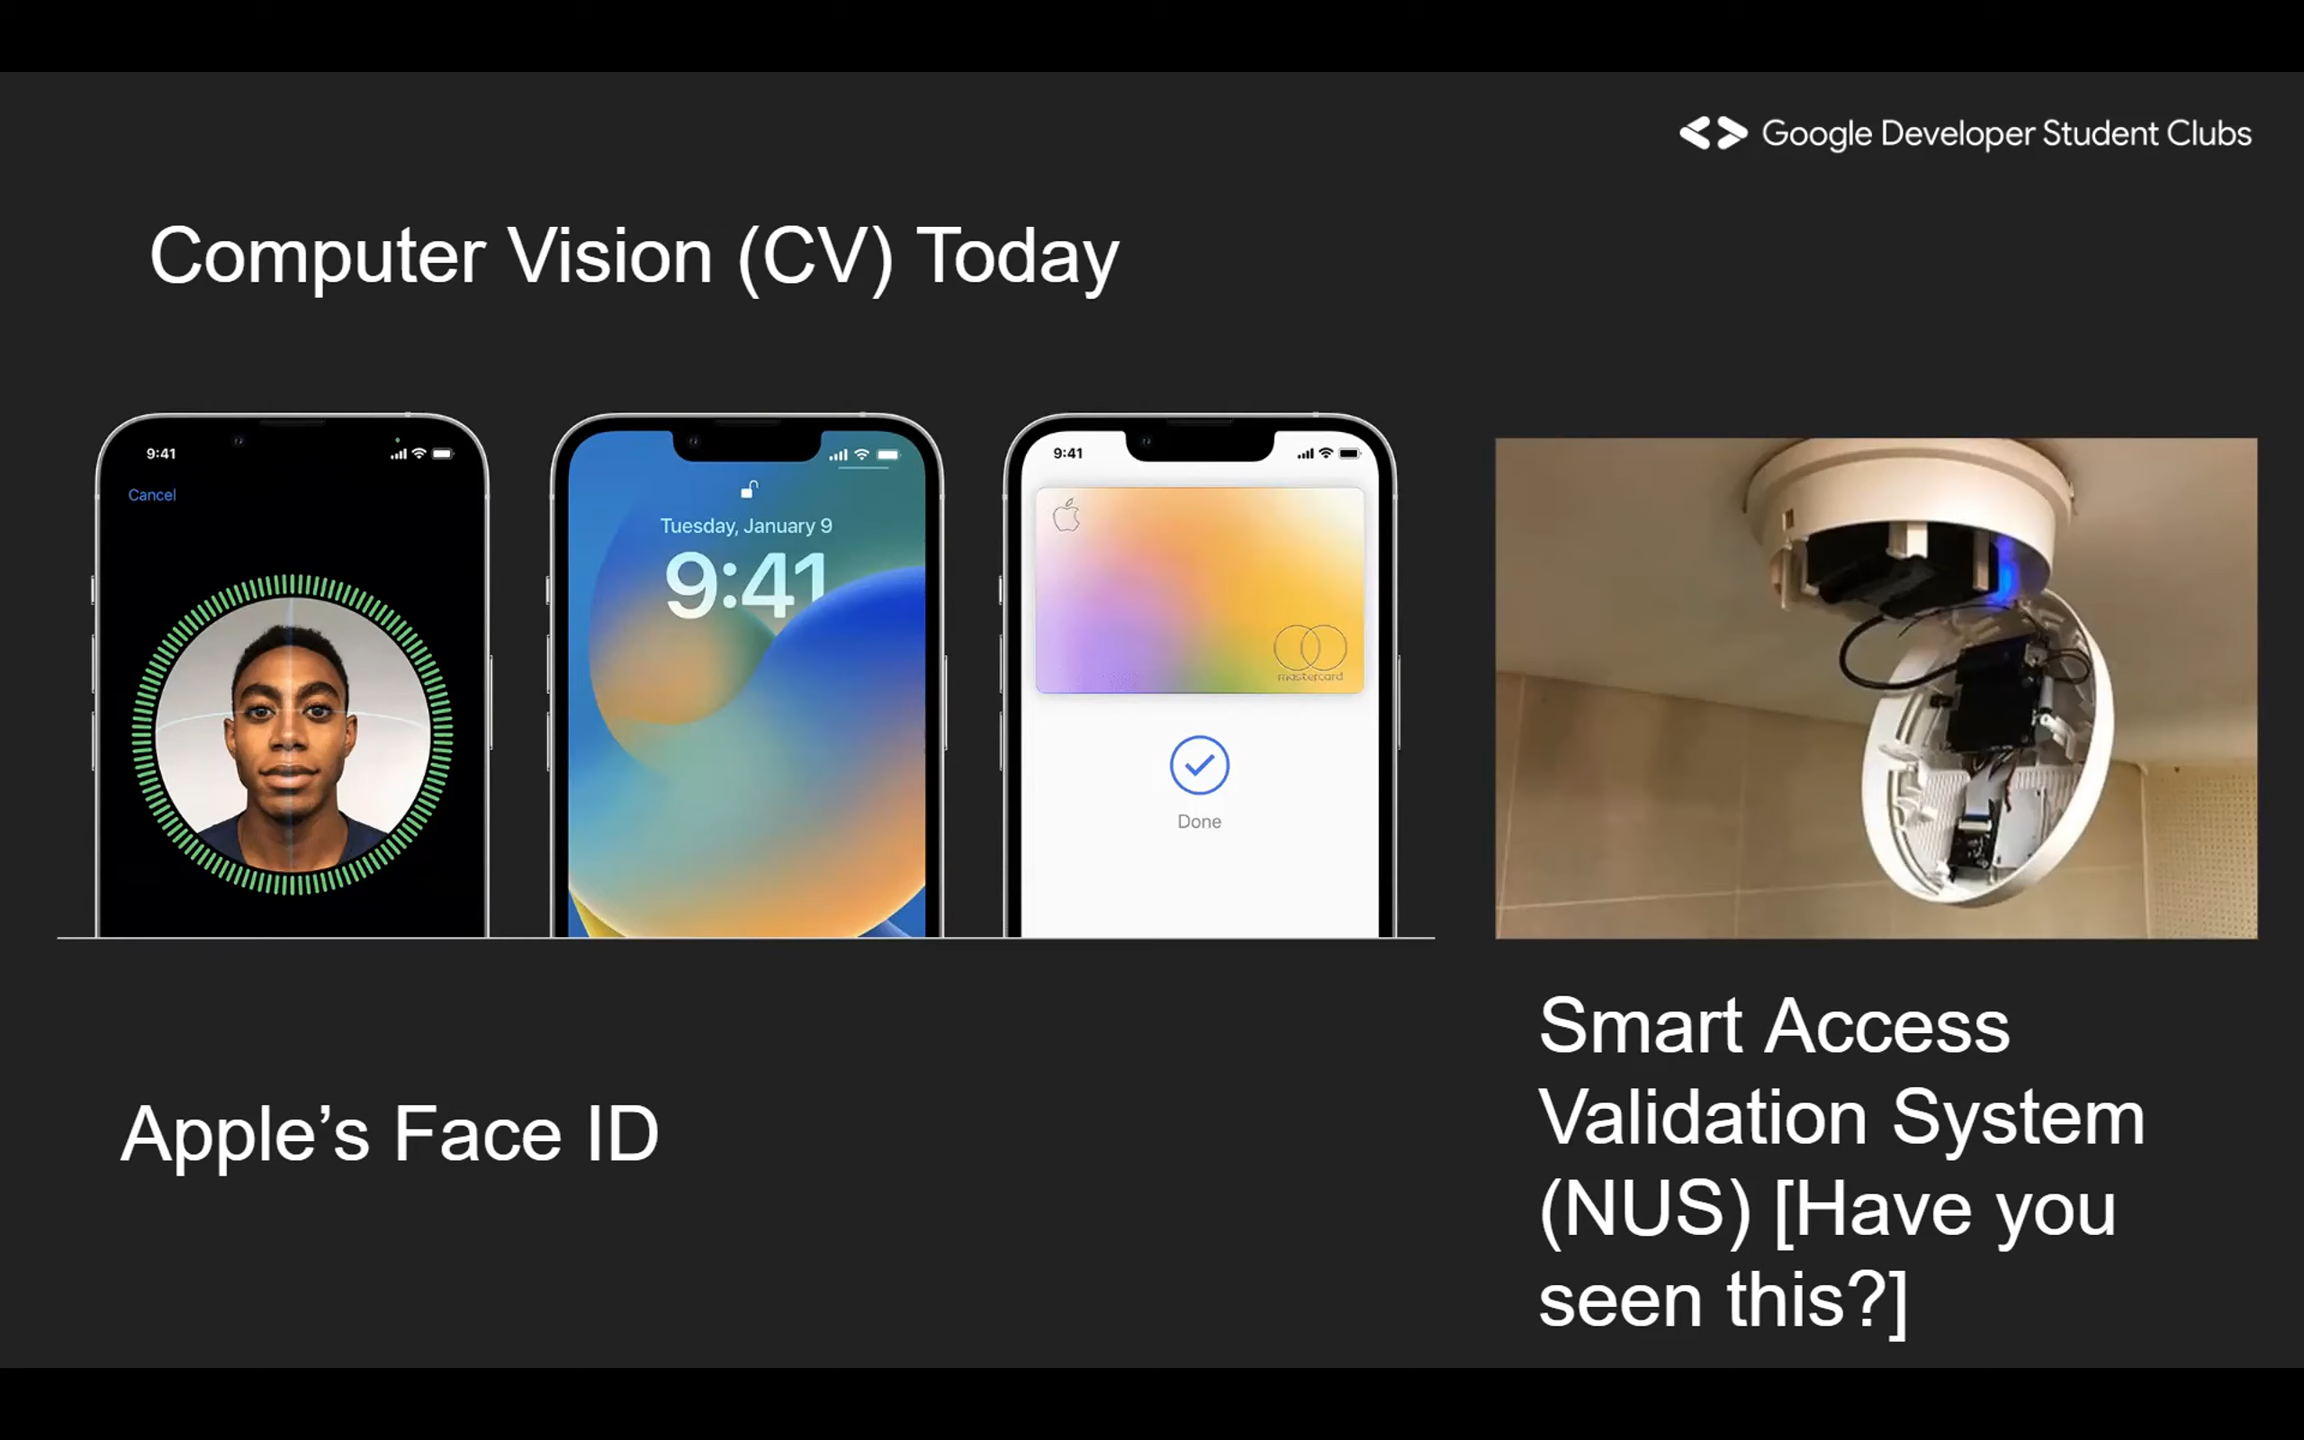 Google Developer Student Clubs
Computer Vision (CV) Today
9:41
Cancel
Tuesday, January 9
9:41
9:41
mastercard
Done
Apple’s Face ID
Smart Access
Validation System
(NUS) [Have you
seen this?]